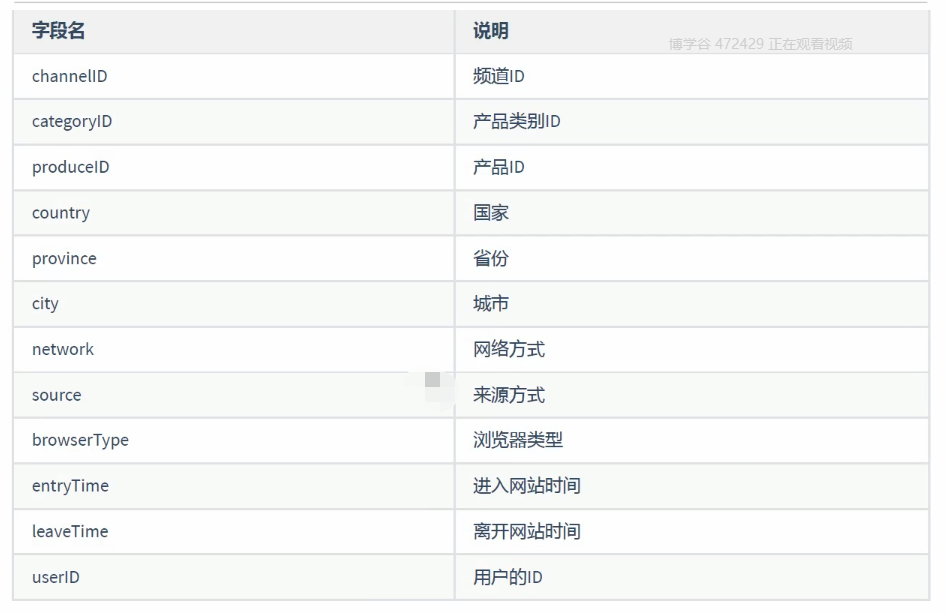 字段名 说明
博学谷 472429 正在观看视频
channelID 频道ID
categoryID 产品类别ID
produceID 产品ID
country 国家
province 省份
city 城市
network 网络方式
source 来源方式
browserType 浏览器类型
entryTime 进入网站时间
leaveTime 离开网站时间
userID 用户的ID